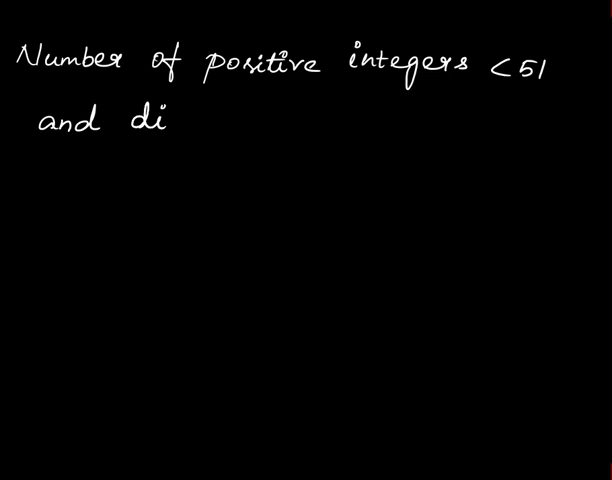 Number of positive integers < 51
and di